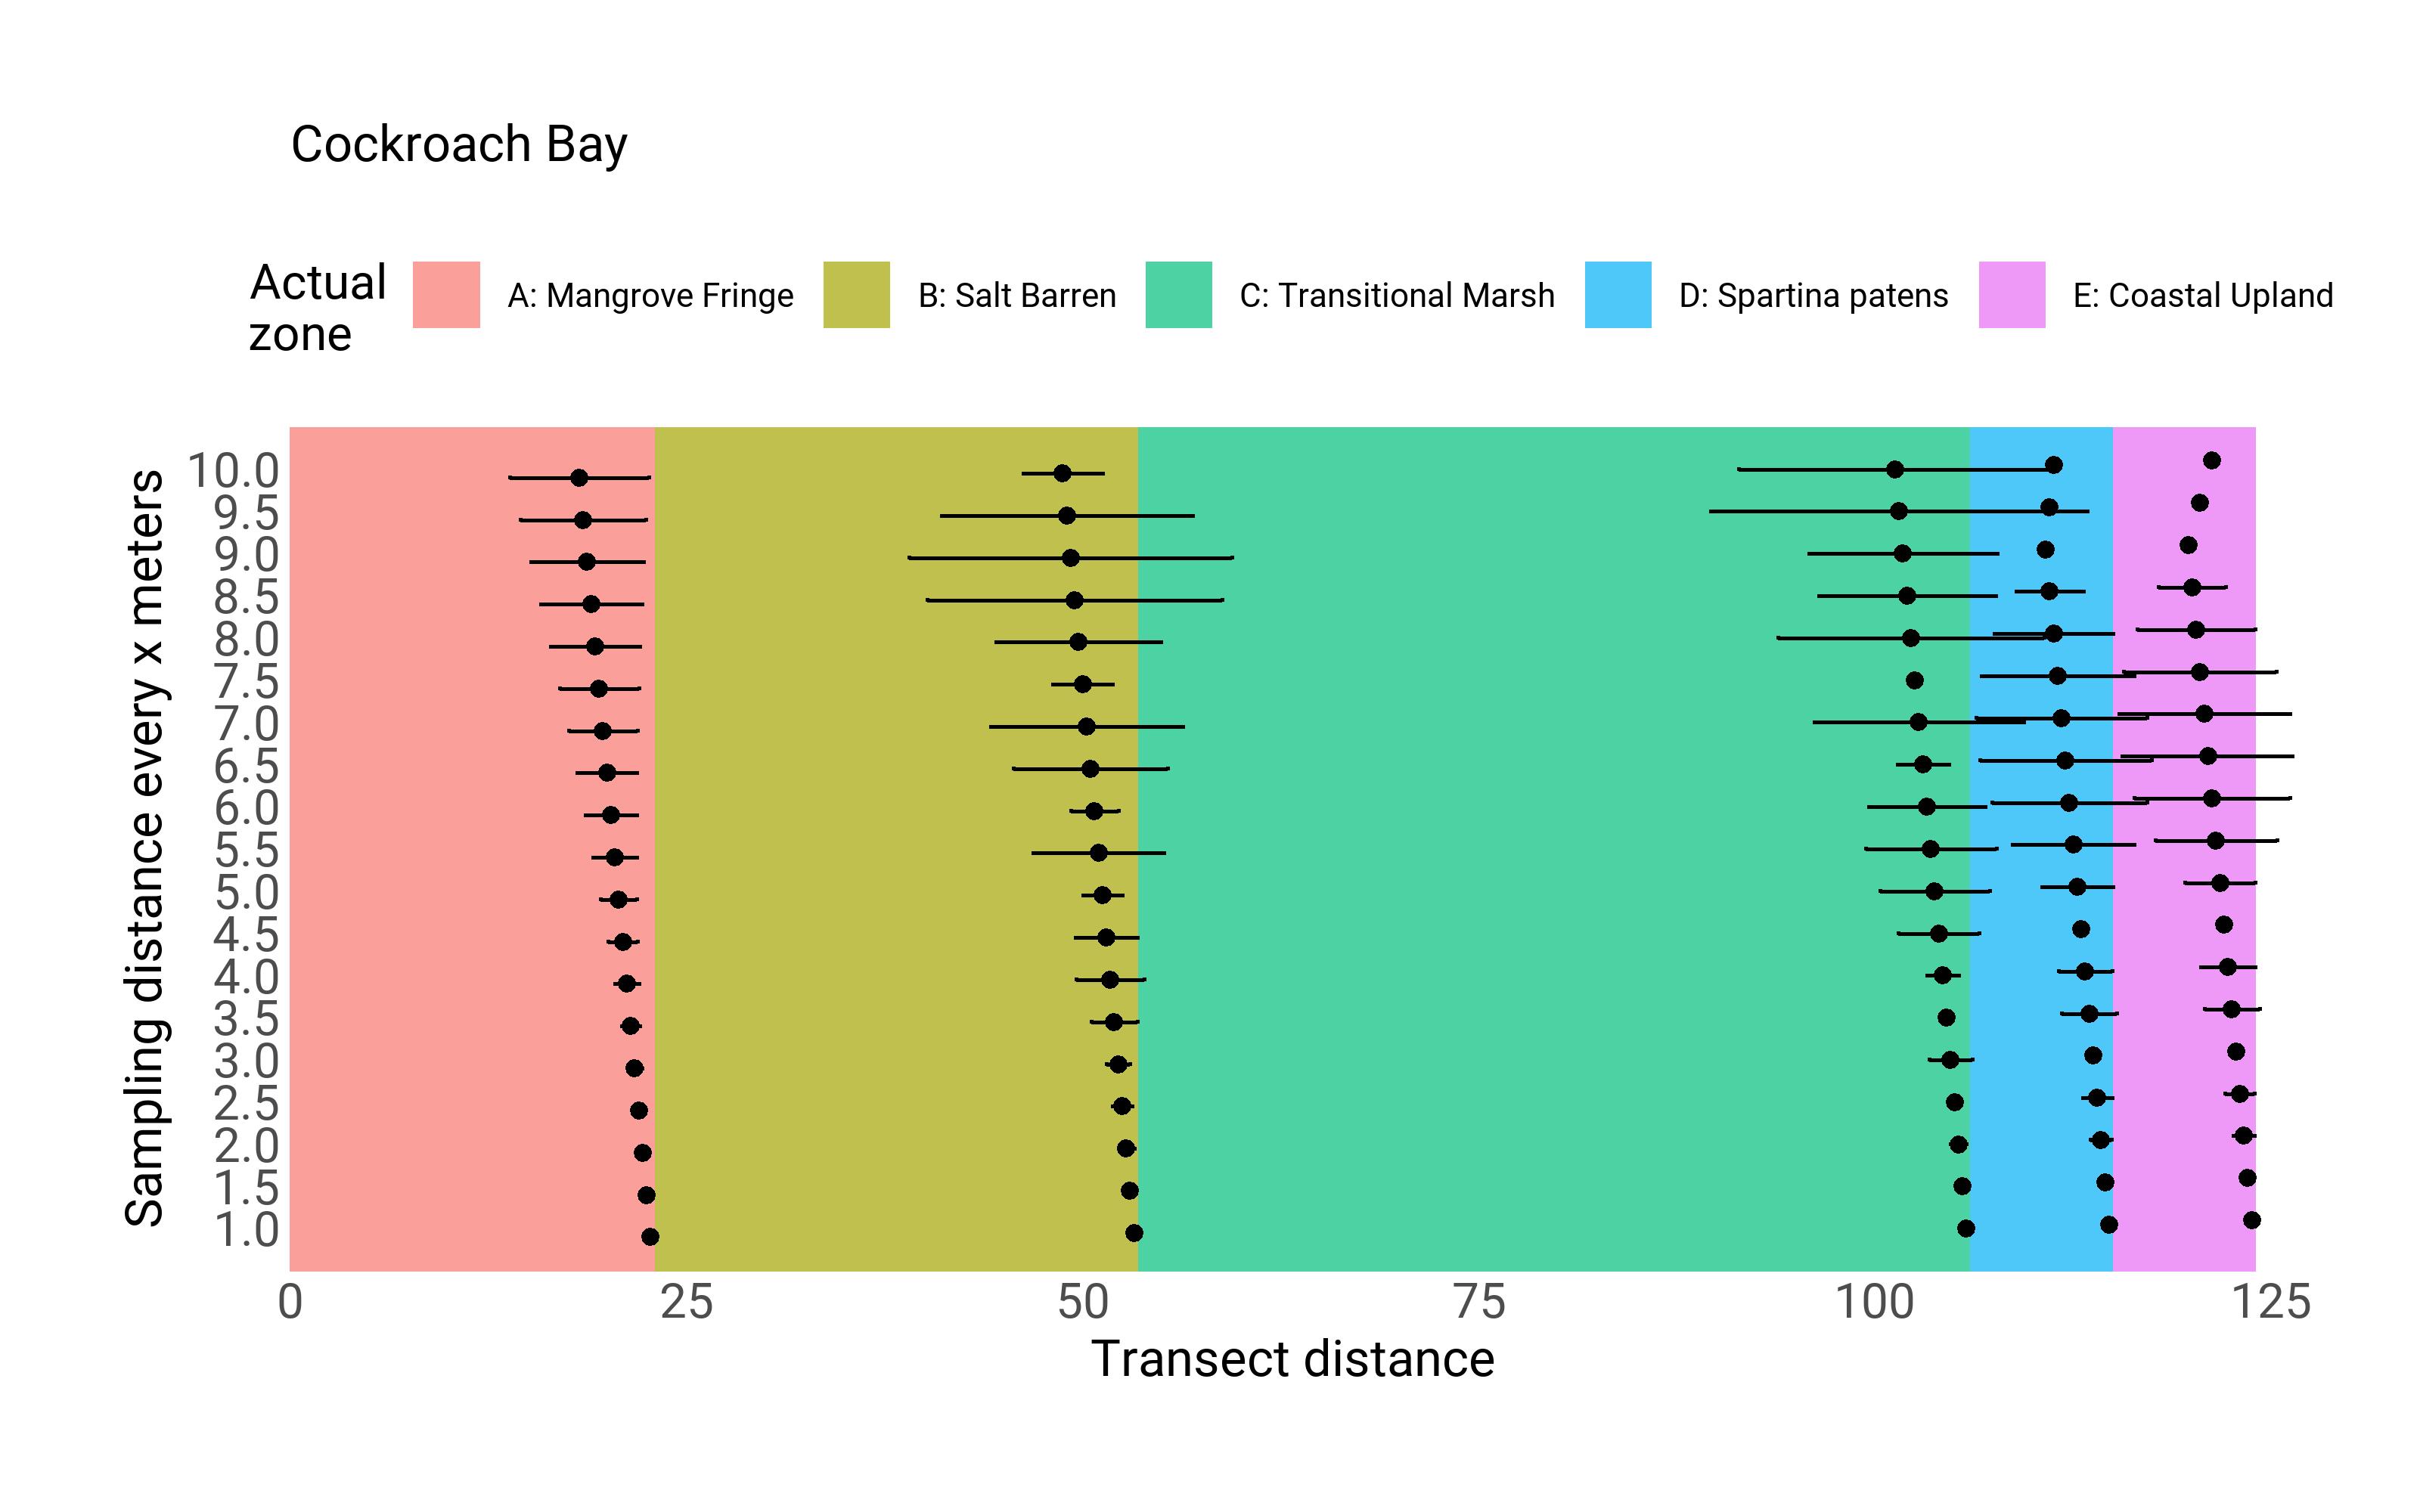 Cockroach Bay
Actual
zone
A: Mangrove Fringe
B: Salt Barren
C: Transitional Marsh
D: Spartina patens
E: Coastal Upland
Sampling distance every x meters
10.0
9.5
9.0
8.5
8.0
7.5
7.0
6.5
6.0
5.5
5.0
4.5
4.0
3.5
3.0
2.5
2.0
1.5
1.0
0 25 50 75 100 125
Transect distance